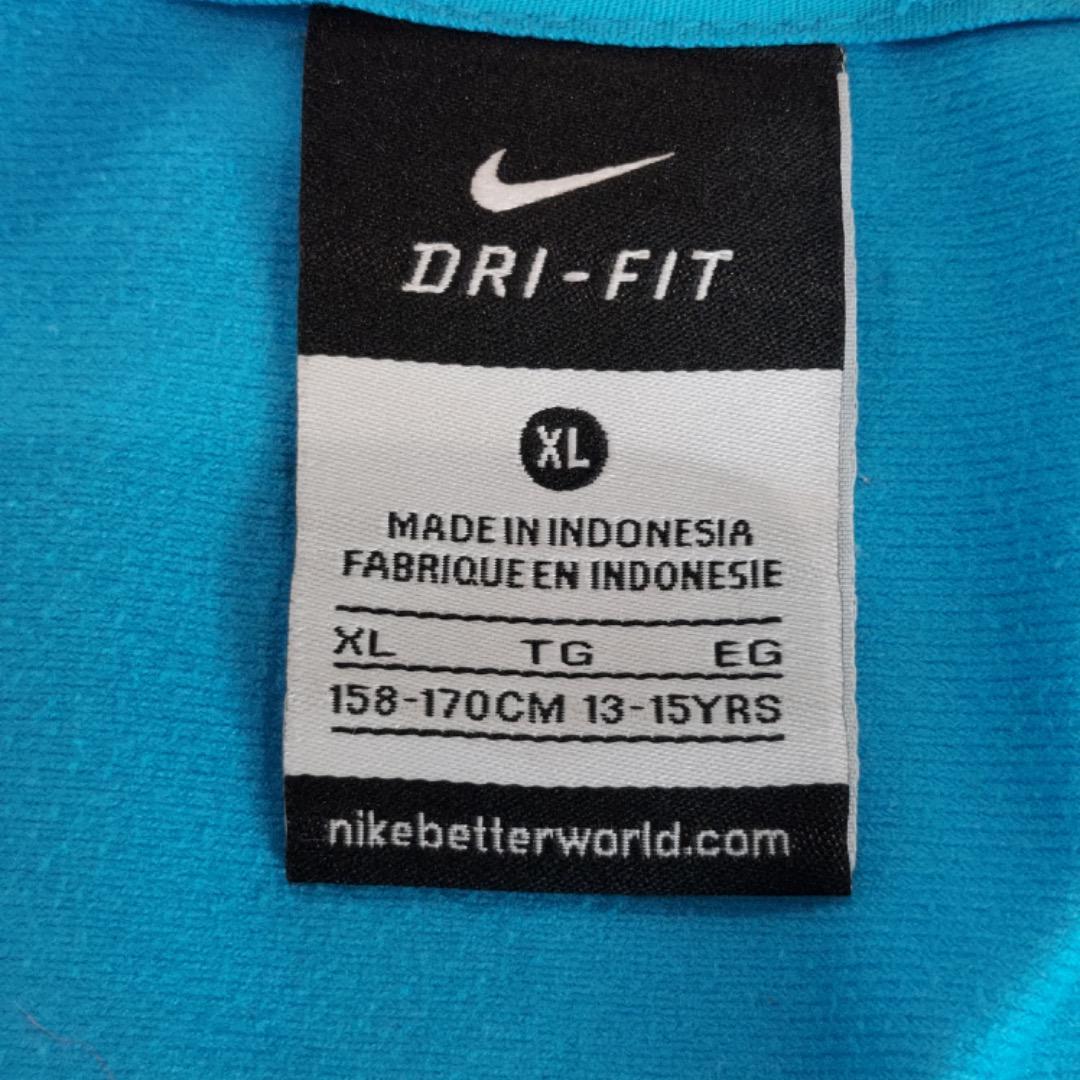 DRI-FIT
XL
MADE IN INDONESIA
FABRIQUE EN INDONESIE
XL TG EG
158-170CM 13-15YRS
nikebetterworld.com